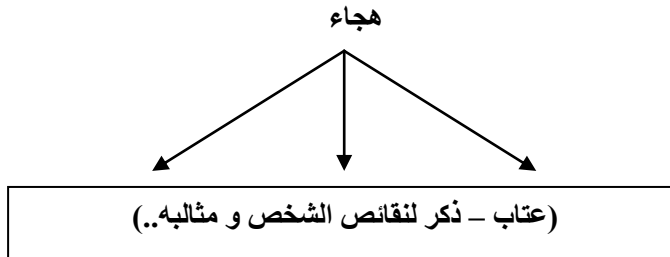 هجاء
(عتاب – ذكر لنقائص الشخص و مثالبه..)